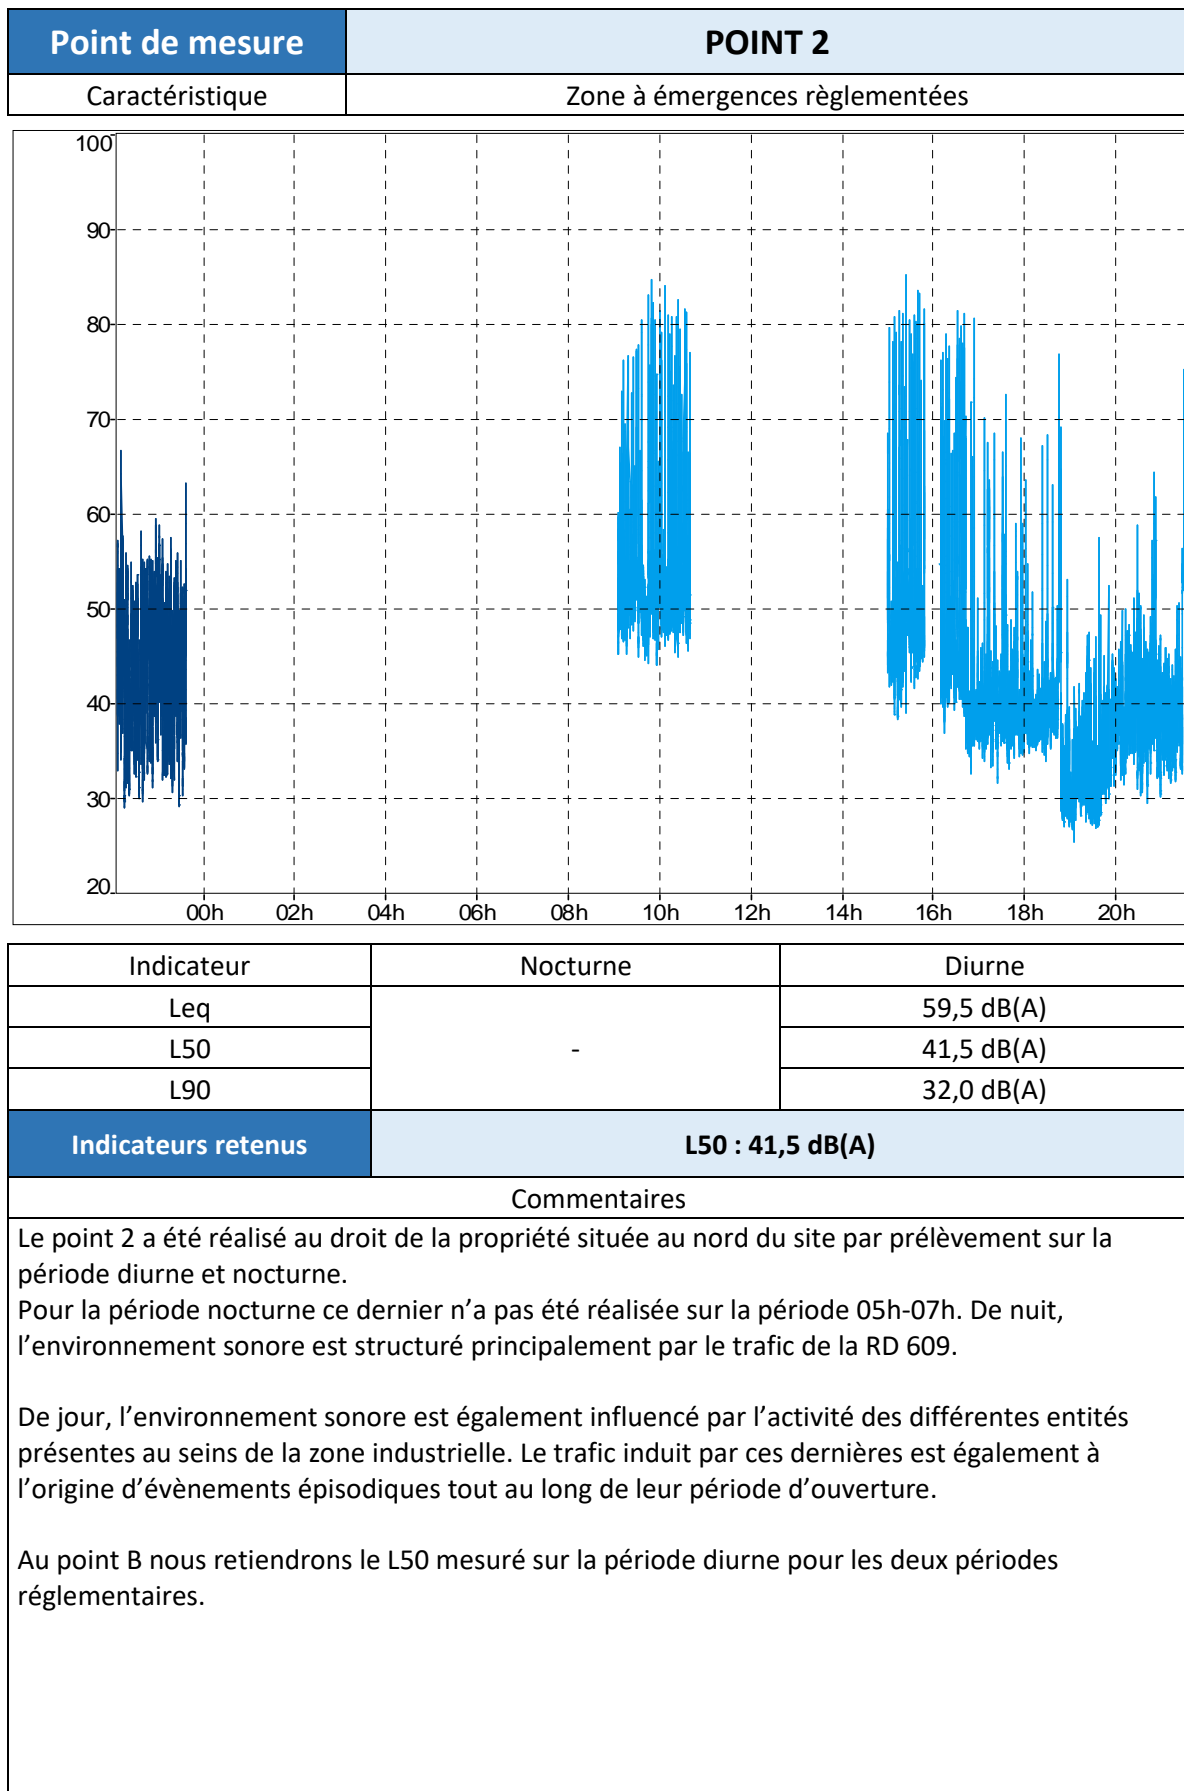 Point de mesure POINT 2
Caractéristique Zone à émergences règlementées
100
90
80
70
60
50
40
30
20
00h 02h 04h 06h 08h 10h 12h 14h 16h 18h 20h
Indicateur Nocturne Diurne
Leq 59,5 dB(A)
L50 - 41,5 dB(A)
L90 32,0 dB(A)
Indicateurs retenus L50 : 41,5 dB(A)
Commentaires
Le point 2 a été réalisé au droit de la propriété située au nord du site par prélèvement sur la
période diurne et nocturne.
Pour la période nocturne ce dernier n’a pas été réalisée sur la période 05h-07h. De nuit,
l’environnement sonore est structuré principalement par le trafic de la RD 609.
De jour, l’environnement sonore est également influencé par l’activité des différentes entités
présentes au seins de la zone industrielle. Le trafic induit par ces dernières est également à
l’origine d’évènements épisodiques tout au long de leur période d’ouverture.
Au point B nous retiendrons le L50 mesuré sur la période diurne pour les deux périodes
réglementaires.